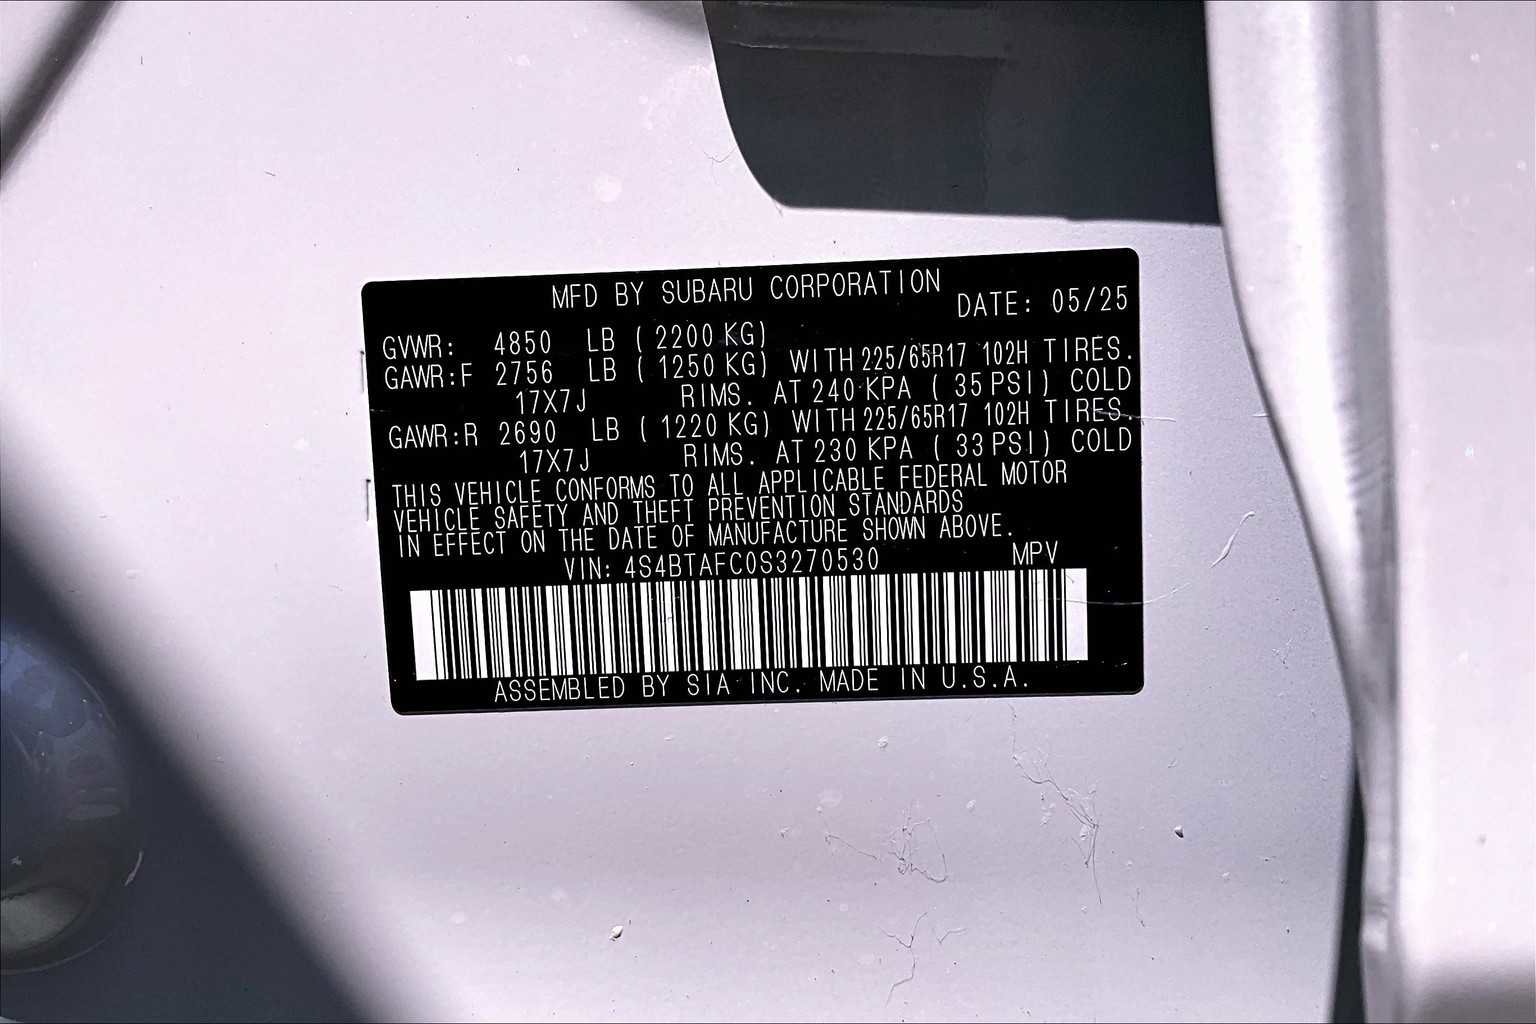 MFD BY SUBARU CORPORATION
DATE: 05/25
GVWR: 4850 LB ( 2200 KG)
GAWR:F 2756 LB ( 1250 KG) WITH 225/65R17 102H TIRES.
17X7J RIMS. AT 240 KPA ( 35 PSI) COLD
GAWR:R 2690 LB ( 1220 KG) WITH 225/65R17 102H TIRES.
17X7J RIMS. AT 230 KPA ( 33 PSI) COLD
THIS VEHICLE CONFORMS TO ALL APPLICABLE FEDERAL MOTOR
VEHICLE SAFETY AND THEFT PREVENTION STANDARDS
IN EFFECT ON THE DATE OF MANUFACTURE SHOWN ABOVE.
VIN: 4S4BTAFC0S3270530 MPV
ASSEMBLED BY SIA INC. MADE IN U.S.A.